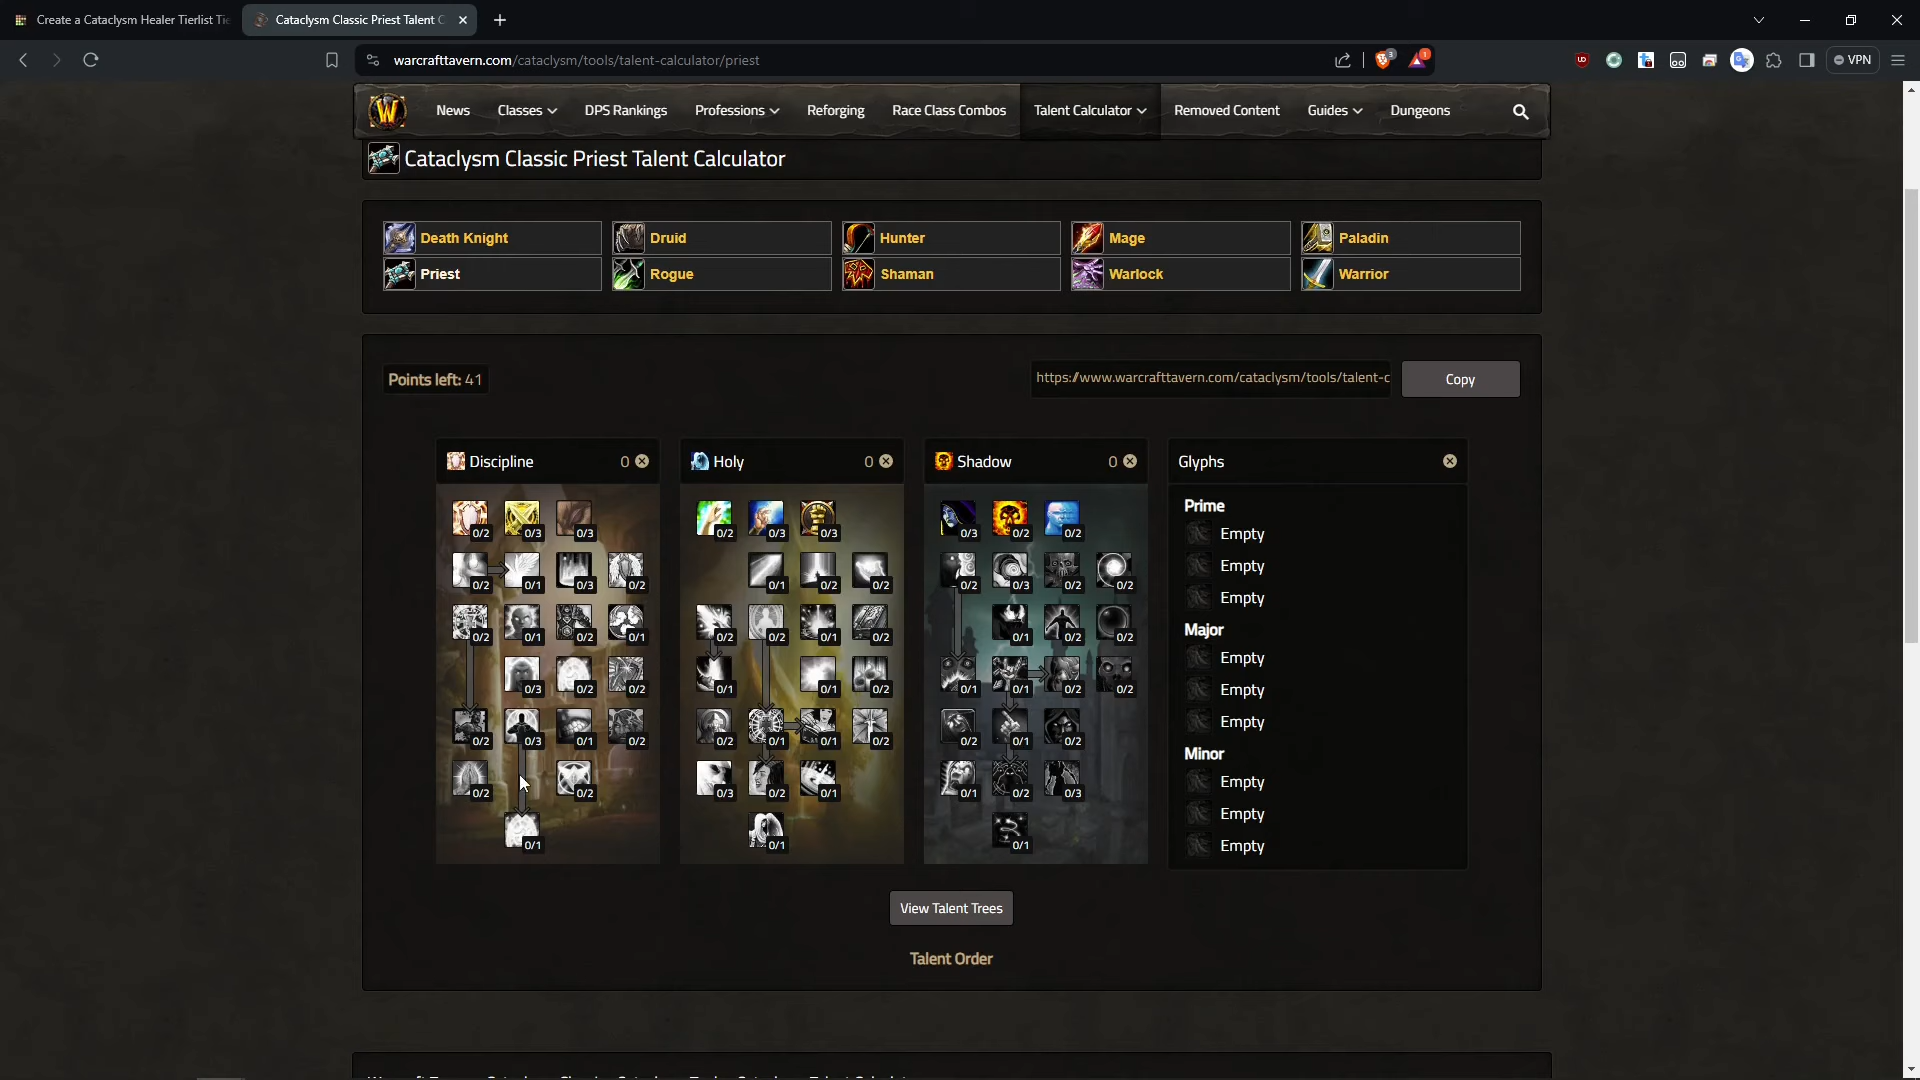 Create a Cataclysm Healer Tierlist Tie
Cataclysm Classic Priest Talent C
warcrafttavern.com/cataclysm/tools/talent-calculator/priest
3
1
VPN
News
Classes
DPS Rankings
Professions
Reforging
Race Class Combos
Talent Calculator
Removed Content
Guides
Dungeons
Cataclysm Classic Priest Talent Calculator
Death Knight
Druid
Hunter
Mage
Paladin
Priest
Rogue
Shaman
Warlock
Warrior
Points left: 41
https://www.warcrafttavern.com/cataclysm/tools/talent-c
Copy
Discipline 0
0/2 0/3 0/3
0/2 0/1 0/3 0/2
0/2 0/1 0/2 0/1
0/3 0/2 0/2
0/2 0/3 0/1 0/2
0/2 0/2
0/1
Holy 0
0/2 0/3 0/3
0/1 0/2 0/2
0/2 0/2 0/1 0/2
0/1 0/1 0/2
0/2 0/1 0/1 0/2
0/3 0/2 0/1
0/1
Shadow 0
0/3 0/2 0/2
0/2 0/3 0/2 0/2
0/1 0/2 0/2
0/1 0/1 0/2 0/2
0/2 0/1 0/2
0/1 0/2 0/3
0/1
Glyphs
Prime
Empty
Empty
Empty
Major
Empty
Empty
Empty
Minor
Empty
Empty
Empty
View Talent Trees
Talent Order